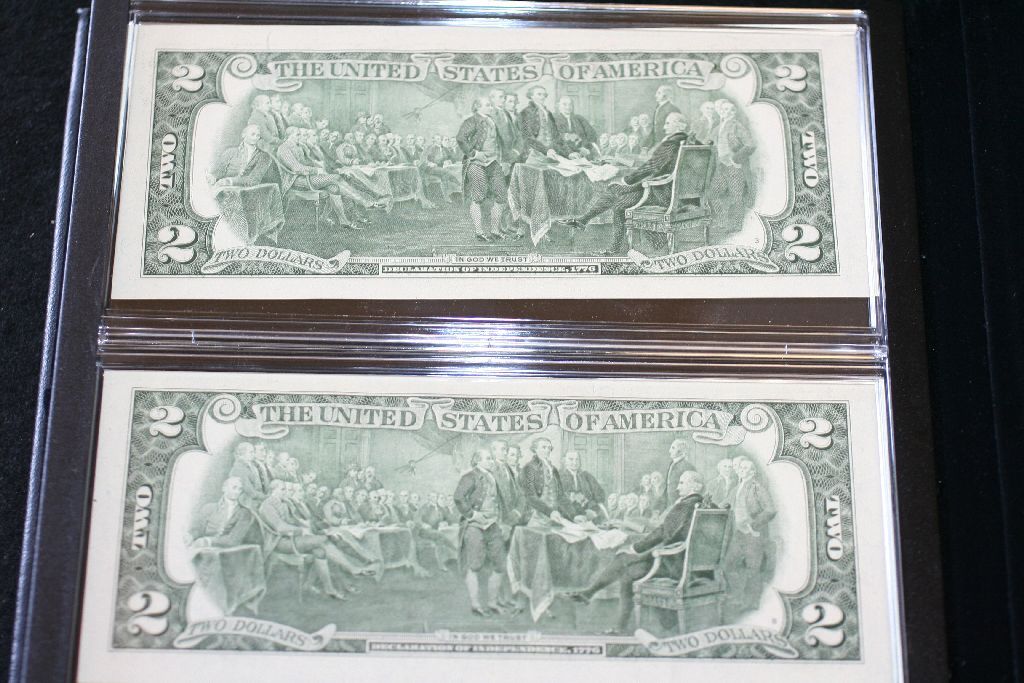 2 THE UNITED STATES OF AMERICA 2
TWO TWO
2 TWO DOLLARS IN GOD WE TRUST TWO DOLLARS 2
3
DECLARATION OF INDEPENDENCE, 1776
2 THE UNITED STATES OF AMERICA 2
TWO TWO
2 TWO DOLLARS IN GOD WE TRUST TWO DOLLARS 2
DECLARATION OF INDEPENDENCE, 1776